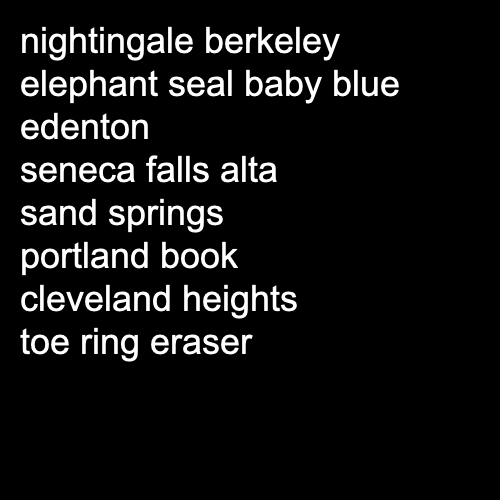 nightingale berkeley
elephant seal baby blue
edenton
seneca falls alta
sand springs
portland book
cleveland heights
toe ring eraser